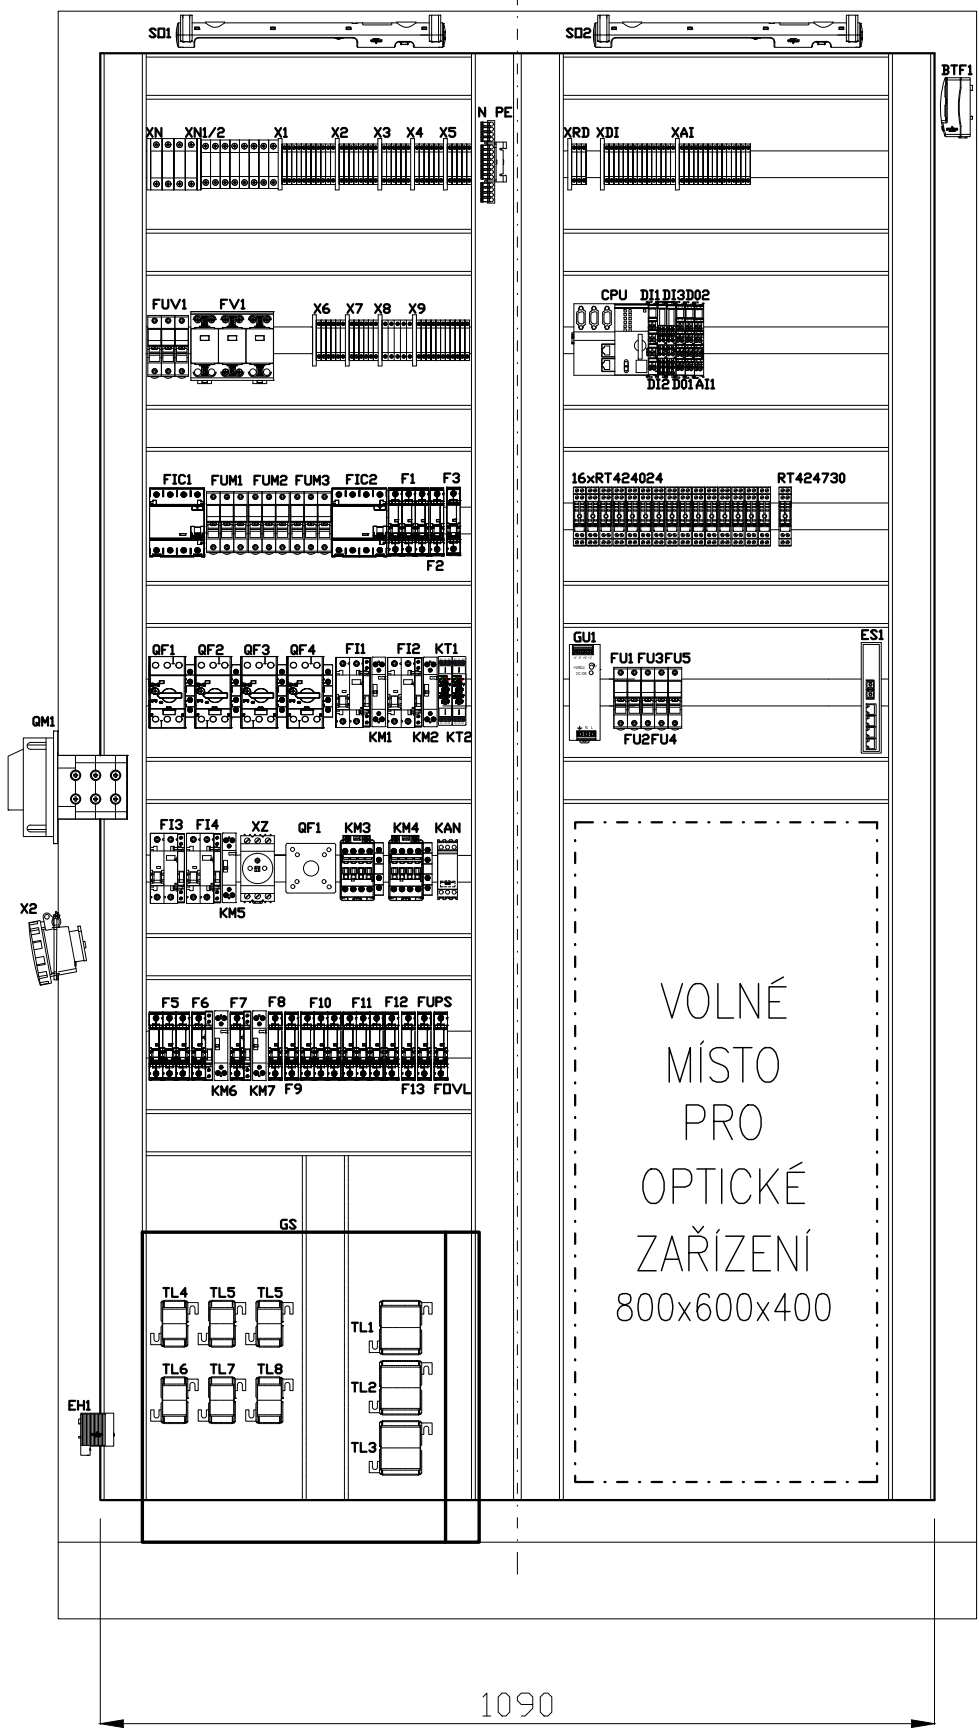 SO1 SO2
BTF1
XN XN1/2 X1 X2 X3 X4 X5 N PE XRD XDI XAI
FUV1 FV1 X6 X7 X8 X9 CPU DI1 DI3 DO2
DI2 DO1 AI1
FIC1 FUM1 FUM2 FUM3 FIC2 F1 F3 16xRT424024 RT424730
F2
QF1 QF2 QF3 QF4 FI1 FI2 KT1 GU1 FU1 FU3 FU5 ES1
KM1 KM2 KT2 FU2 FU4
QM1
FI3 FI4 XZ QF1 KM3 KM4 KAN
KM5
X2
F5 F6 F7 F8 F10 F11 F12 FUPS
KM6 KM7 F9 F13 FOVL
VOLNÉ
MÍSTO
PRO
OPTICKÉ
ZAŘÍZENÍ
800x600x400
GS
TL4 TL5 TL5
TL1
TL6 TL7 TL8
TL2
EH1
TL3
1090